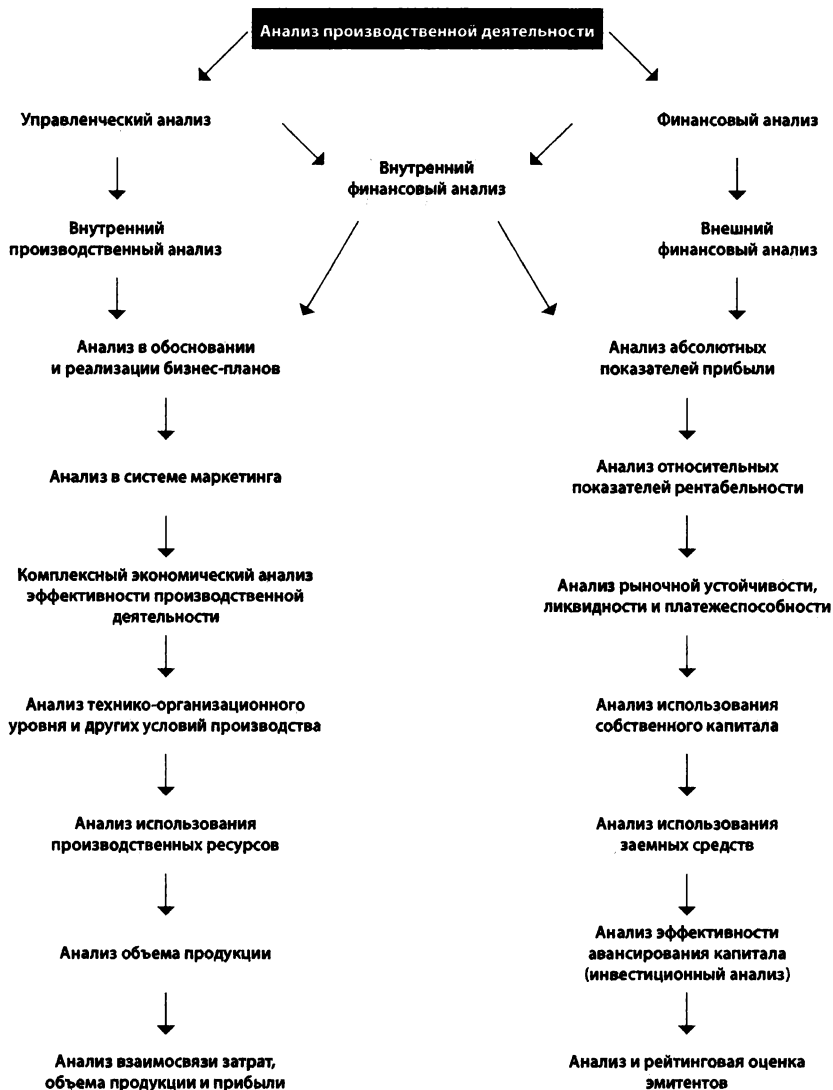 Анализ производственной деятельности
Управленческий анализ
Финансовый анализ
Внутренний
финансовый анализ
Внутренний
производственный анализ
Внешний
финансовый анализ
Анализ в обосновании
и реализации бизнес-планов
Анализ абсолютных
показателей прибыли
Анализ в системе маркетинга
Анализ относительных
показателей рентабельности
Комплексный экономический анализ
эффективности производственной
деятельности
Анализ рыночной устойчивости,
ликвидности и платежеспособности
Анализ технико-организационного
уровня и других условий производства
Анализ использования
собственного капитала
Анализ использования
производственных ресурсов
Анализ использования
заемных средств
Анализ объема продукции
Анализ эффективности
авансирования капитала
(инвестиционный анализ)
Анализ взаимосвязи затрат,
объема продукции и прибыли
Анализ и рейтинговая оценка
эмитентов